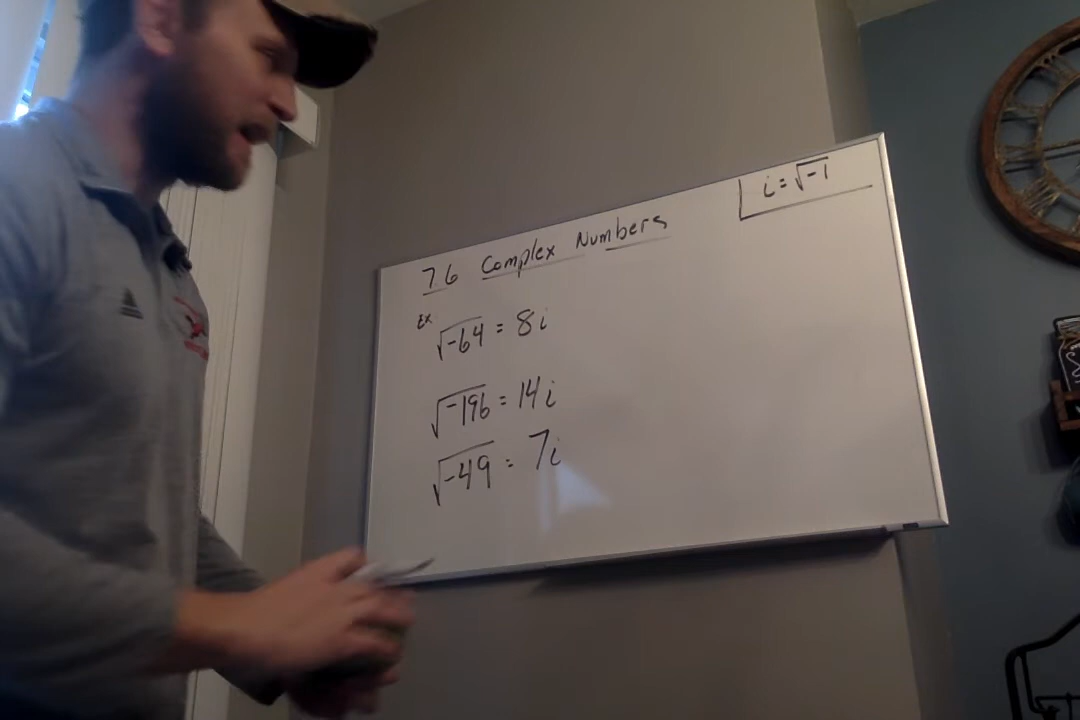 i = √-1
7.6 Complex Numbers
Ex
√-64 = 8i
√-196 = 14i
√-49 = 7i